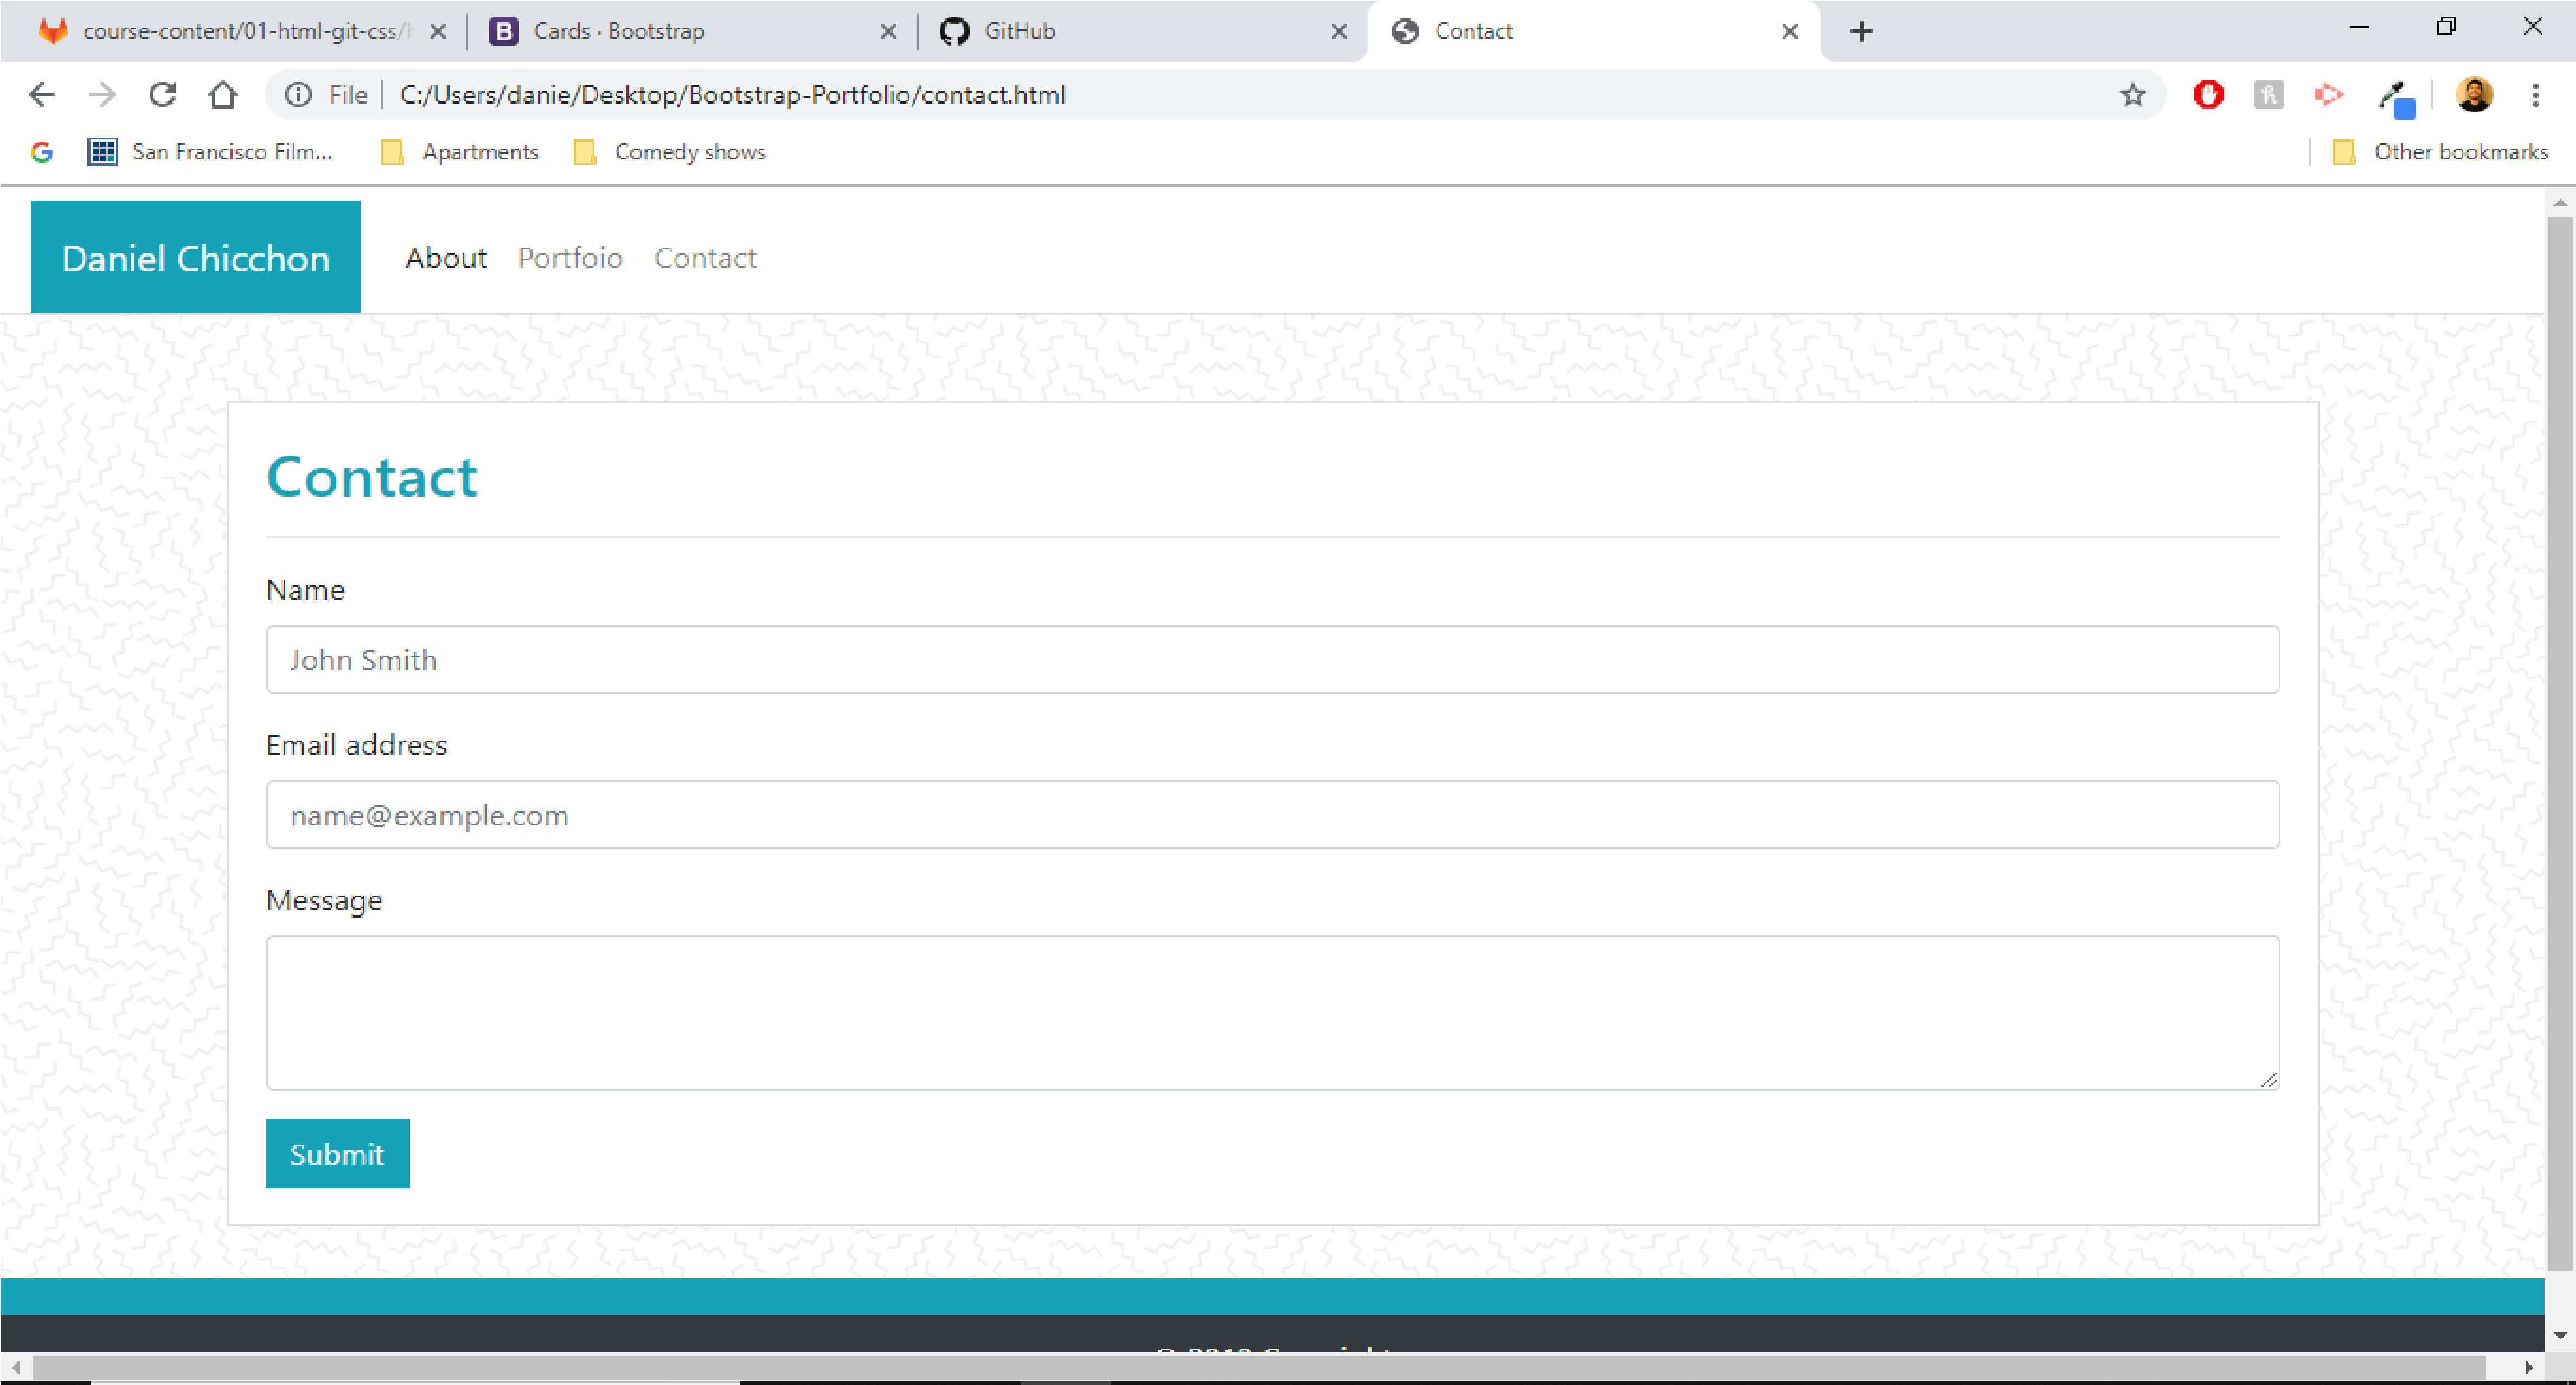 course-content/01-html-git-css/ Cards · Bootstrap GitHub Contact
File C:/Users/danie/Desktop/Bootstrap-Portfolio/contact.html
San Francisco Film... Apartments Comedy shows Other bookmarks
Daniel Chicchon About Portfoio Contact
Contact
Name
John Smith
Email address
name@example.com
Message
Submit